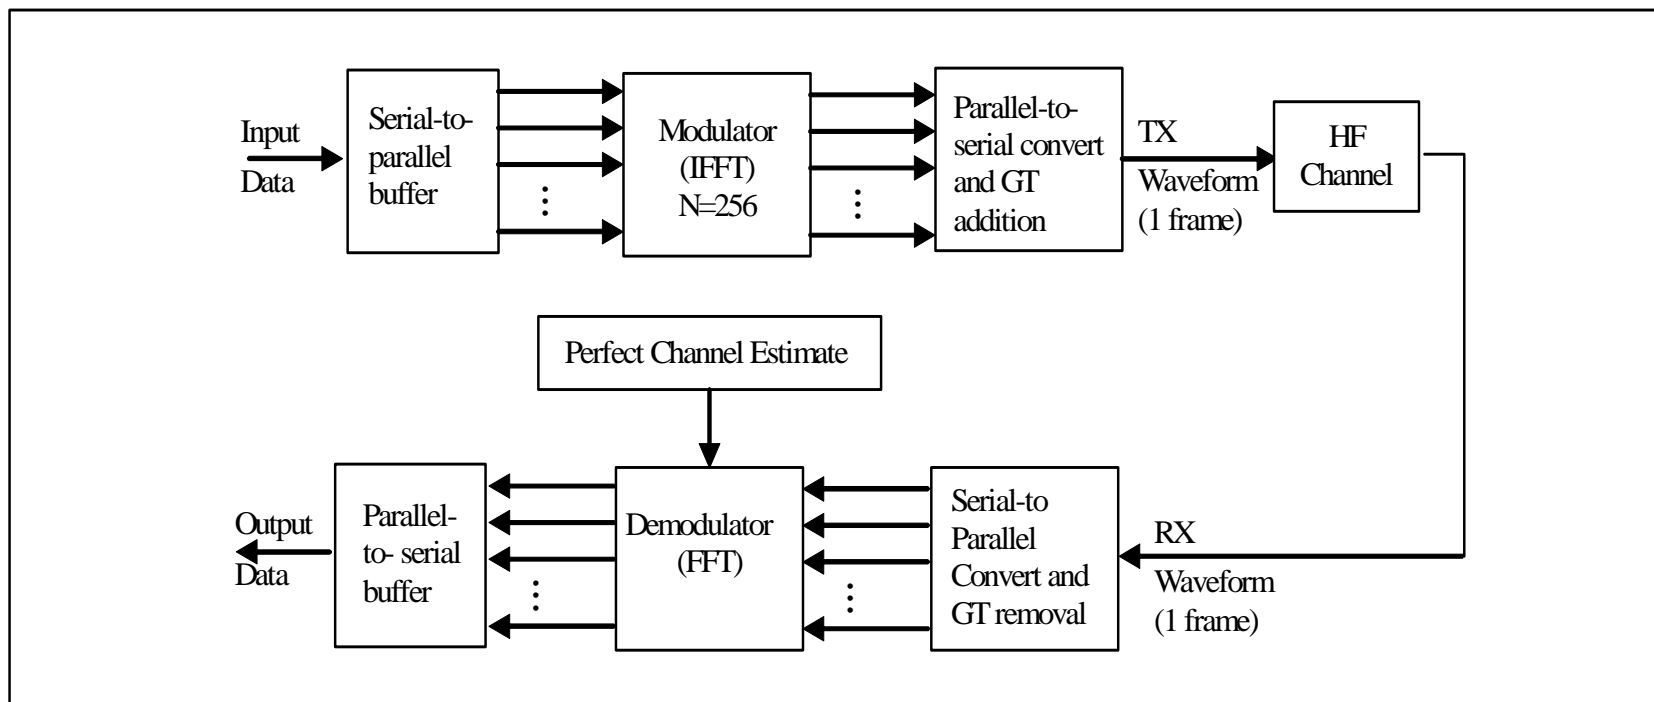 Input
Data
Serial-to-
parallel
buffer
Modulator
(IFFT)
N=256
Parallel-to-
serial convert
and GT
addition
TX
Waveform
(1 frame)
HF
Channel
Perfect Channel Estimate
Output
Data
Parallel-
to- serial
buffer
Demodulator
(FFT)
Serial-to
Parallel
Convert and
GT removal
RX
Waveform
(1 frame)